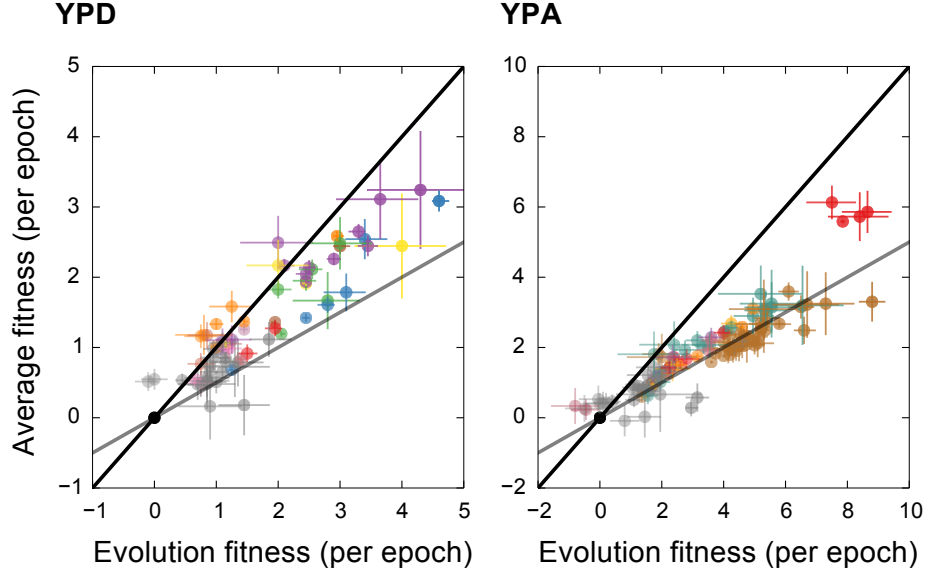 YPD
YPA
Average fitness (per epoch)
5
4
3
2
1
0
−1
−1 0 1 2 3 4 5
Evolution fitness (per epoch)
10
8
6
4
2
0
−2
−2 0 2 4 6 8 10
Evolution fitness (per epoch)